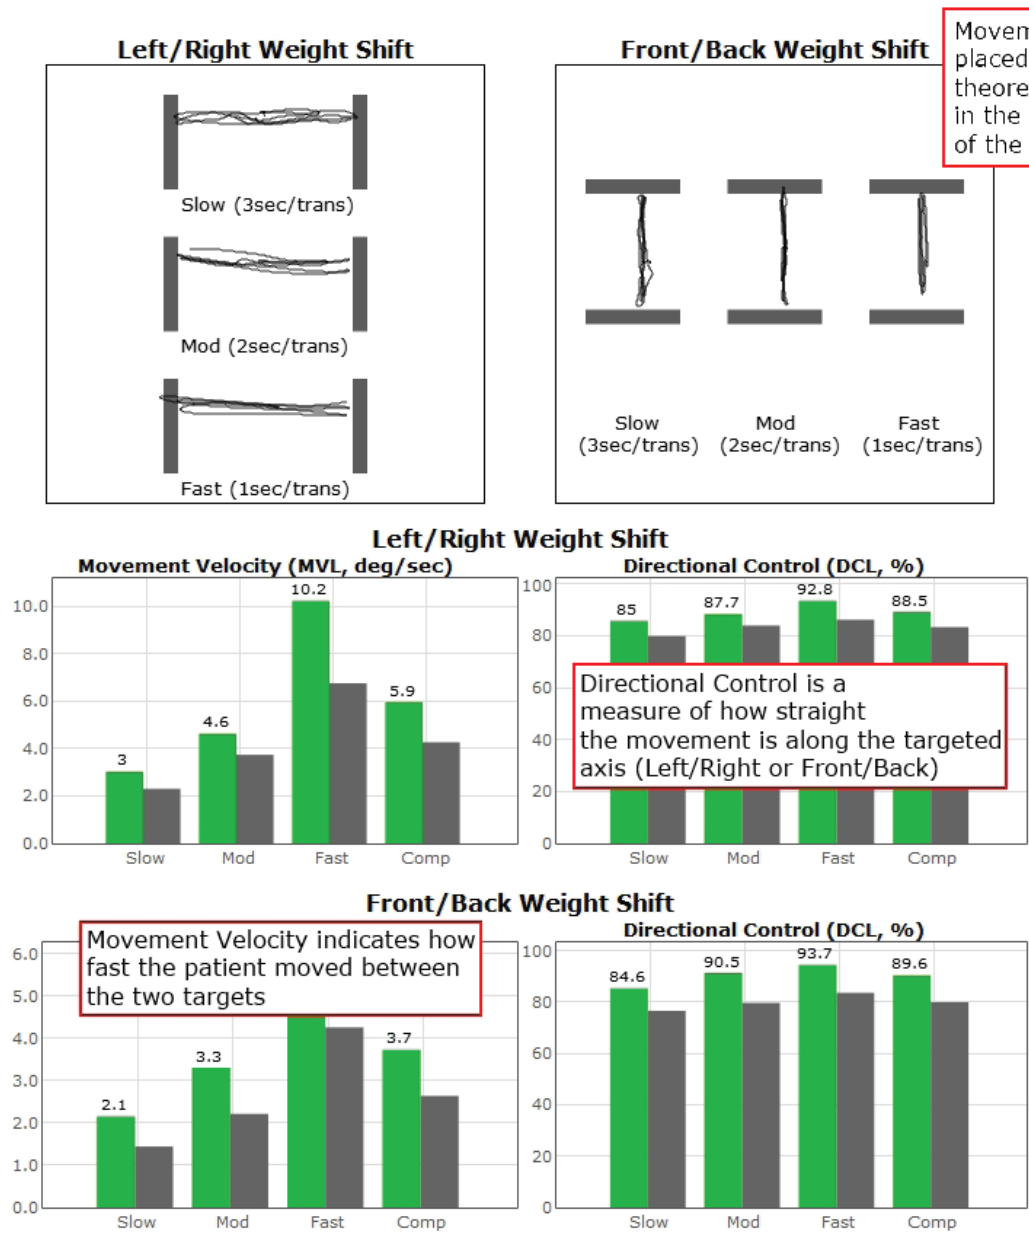 Left/Right Weight Shift
Slow (3sec/trans)
Mod (2sec/trans)
Fast (1sec/trans)
Front/Back Weight Shift
placed
in the
of the
Slow
(3sec/trans)
Mod
(2sec/trans)
Fast
(1sec/trans)
Left/Right Weight Shift
Movement Velocity (MVL, deg/sec)
10.0
8.0
6.0
4.0
2.0
0.0
3
4.6
10.2
5.9
Slow Mod Fast Comp
Directional Control (DCL, %)
100
80
60
40
20
0
85
87.7
92.8
88.5
Directional Control is a
measure of how straight
the movement is along the targeted
axis (Left/Right or Front/Back)
Slow Mod Fast Comp
Front/Back Weight Shift
Movement Velocity indicates how
fast the patient moved between
the two targets
6.0
5.0
4.0
3.0
2.0
1.0
0.0
2.1
3.3
3.7
Slow Mod Fast Comp
Directional Control (DCL, %)
100
80
60
40
20
0
84.6
90.5
93.7
89.6
Slow Mod Fast Comp